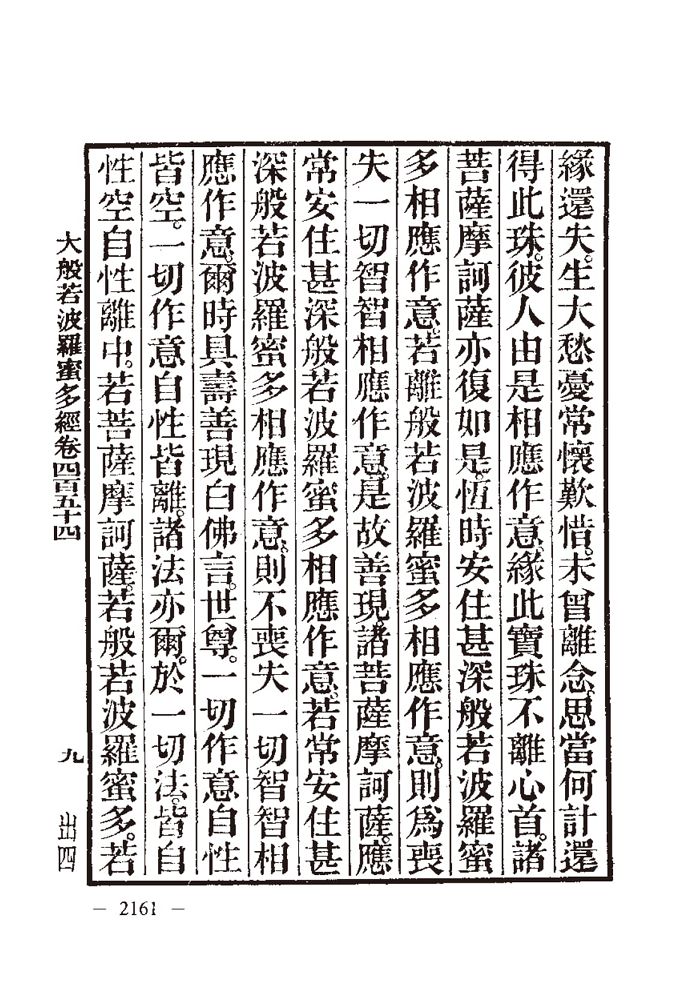 緣還失。生大愁憂常懷歎惜。未曾離念。思當何計還
得此珠。彼人由是相應作意。緣此寶珠不離心首。諸
菩薩摩訶薩亦復如是。恆時安住甚深般若波羅蜜
多相應作意。若離般若波羅蜜多相應作意。則爲喪
失一切智智相應作意。是故善現。諸菩薩摩訶薩。應
常安住甚深般若波羅蜜多相應作意。若常安住甚
深般若波羅蜜多相應作意。則不喪失一切智智相
應作意。爾時具壽善現白佛言。世尊。一切作意自性
皆空。一切作意自性皆離。諸法亦爾。於一切法。皆自
性空自性離中。若菩薩摩訶薩。若般若波羅蜜多。若
大般若波羅蜜多經卷四百五十四
九
出四
— 2161 —